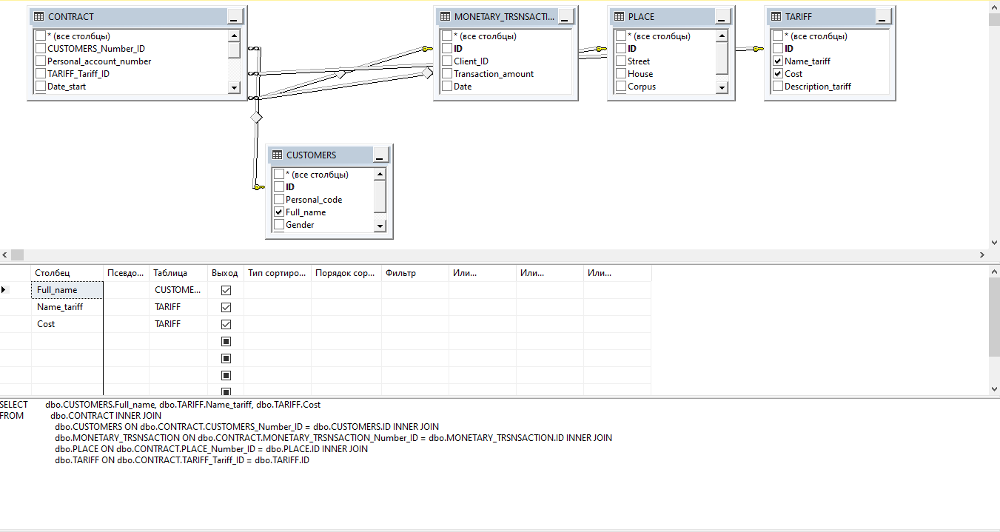 CONTRACT
* (все столбцы)
CUSTOMERS_Number_ID
Personal_account_number
TARIFF_Tariff_ID
Date_start
MONETARY_TRSNSACTI...
* (все столбцы)
ID
Client_ID
Transaction_amount
Date
PLACE
* (все столбцы)
ID
Street
House
Corpus
TARIFF
* (все столбцы)
ID
Name_tariff
Cost
Description_tariff
CUSTOMERS
* (все столбцы)
ID
Personal_code
Full_name
Gender
Столбец Псевдо... Таблица Выход Тип сортиро... Порядок сор... Фильтр Или... Или... Или...
Full_name CUSTOME...
Name_tariff TARIFF
Cost TARIFF
SELECT dbo.CUSTOMERS.Full_name, dbo.TARIFF.Name_tariff, dbo.TARIFF.Cost
FROM dbo.CONTRACT INNER JOIN
dbo.CUSTOMERS ON dbo.CONTRACT.CUSTOMERS_Number_ID = dbo.CUSTOMERS.ID INNER JOIN
dbo.MONETARY_TRSNSACTION ON dbo.CONTRACT.MONETARY_TRSNSACTION_Number_ID = dbo.MONETARY_TRSNSACTION.ID INNER JOIN
dbo.PLACE ON dbo.CONTRACT.PLACE_Number_ID = dbo.PLACE.ID INNER JOIN
dbo.TARIFF ON dbo.CONTRACT.TARIFF_Tariff_ID = dbo.TARIFF.ID